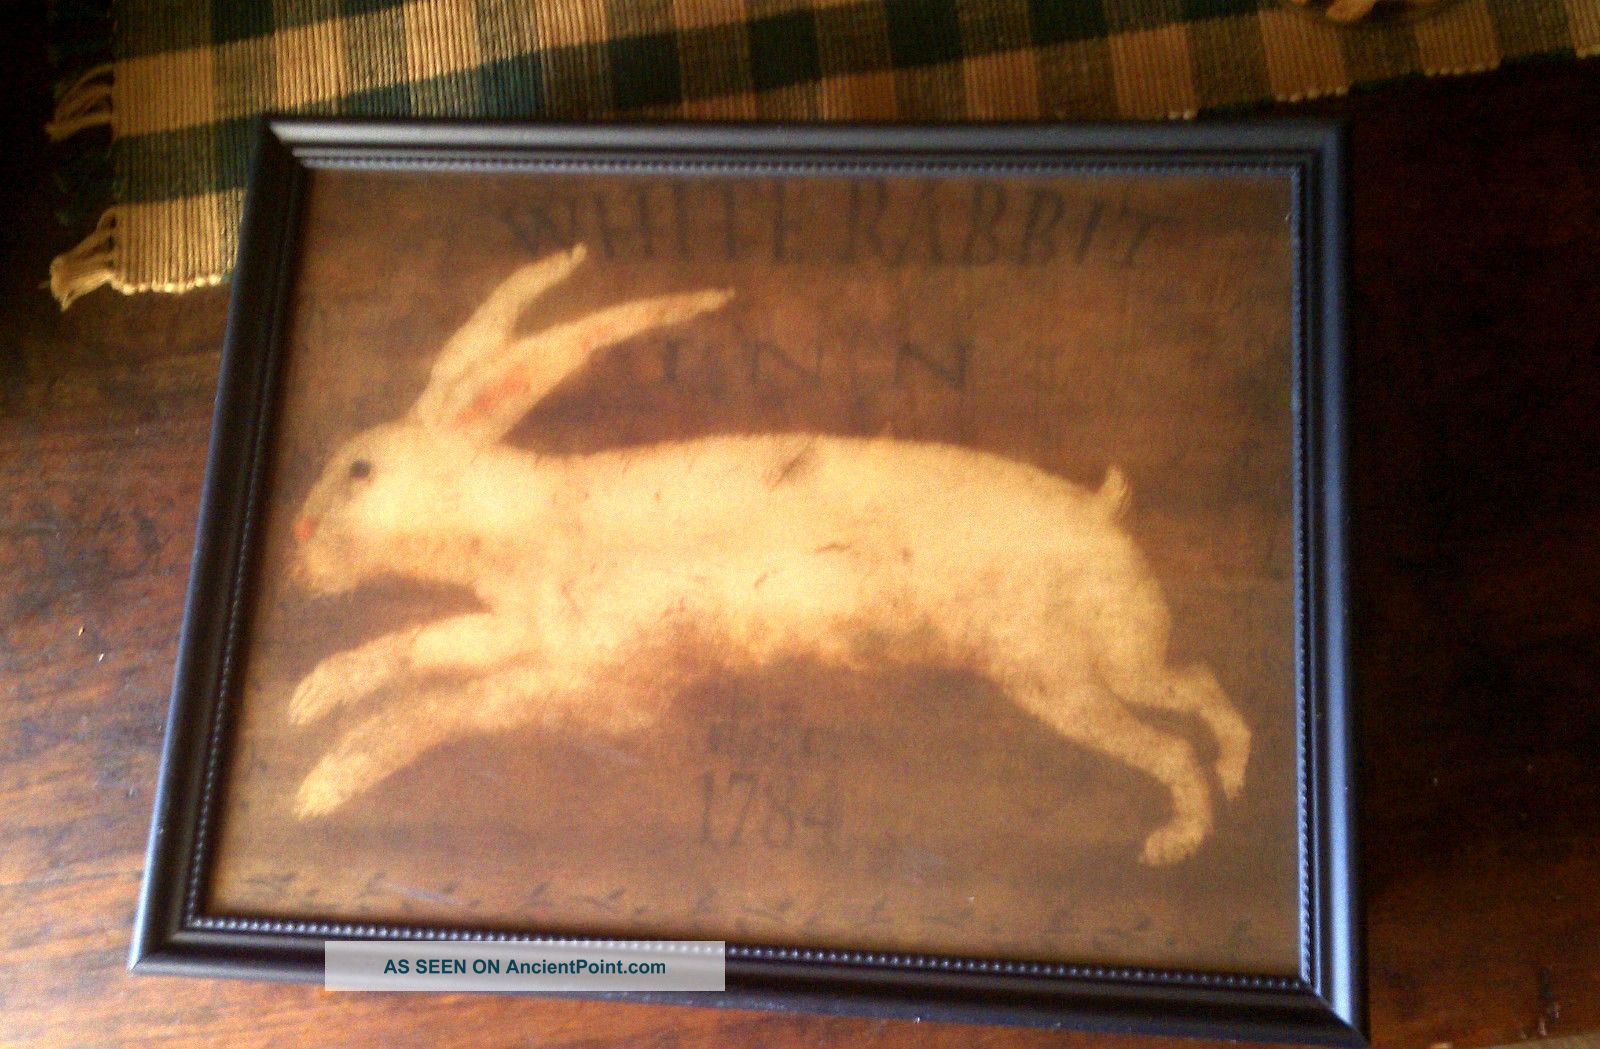 WHITE RABBIT
INN
1784
AS SEEN ON AncientPoint.com